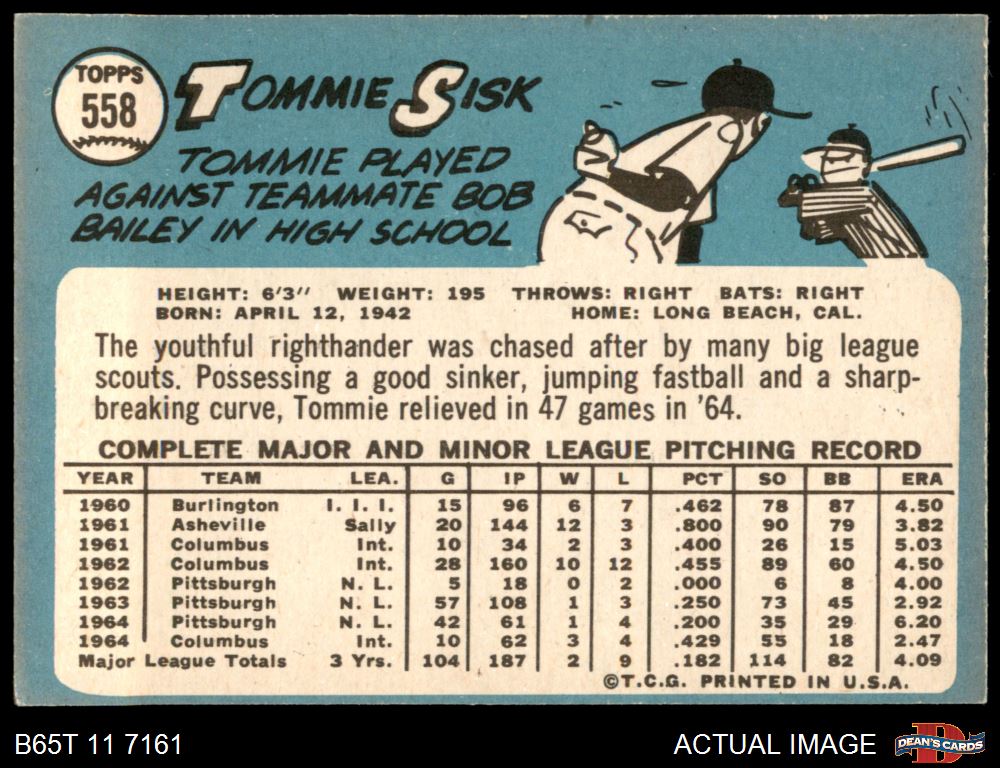 TOPPS
558
TOMMIE SISK
TOMMIE PLAYED
AGAINST TEAMMATE BOB
BAILEY IN HIGH SCHOOL
HEIGHT: 6'3" WEIGHT: 195 THROWS: RIGHT BATS: RIGHT
BORN: APRIL 12, 1942 HOME: LONG BEACH, CAL.
The youthful righthander was chased after by many big league
scouts. Possessing a good sinker, jumping fastball and a sharp-
breaking curve, Tommie relieved in 47 games in '64.
COMPLETE MAJOR AND MINOR LEAGUE PITCHING RECORD
YEAR TEAM LEA. G IP W L PCT SO BB ERA
1960 Burlington I. I. I. 15 96 6 7 .462 78 87 4.50
1961 Asheville Sally 20 144 12 3 .800 90 79 3.82
1961 Columbus Int. 10 34 2 3 .400 26 15 5.03
1962 Columbus Int. 28 160 10 12 .455 89 60 4.50
1962 Pittsburgh N. L. 5 18 0 2 .000 6 8 4.00
1963 Pittsburgh N. L. 57 108 1 3 .250 73 45 2.92
1964 Pittsburgh N. L. 42 61 1 4 .200 35 29 6.20
1964 Columbus Int. 10 62 3 4 .429 55 18 2.47
Major League Totals 3 Yrs. 104 187 2 9 .182 114 82 4.09
©T.C.G. PRINTED IN U.S.A.
B65T 11 7161 ACTUAL IMAGE
DEAN'S CARDS